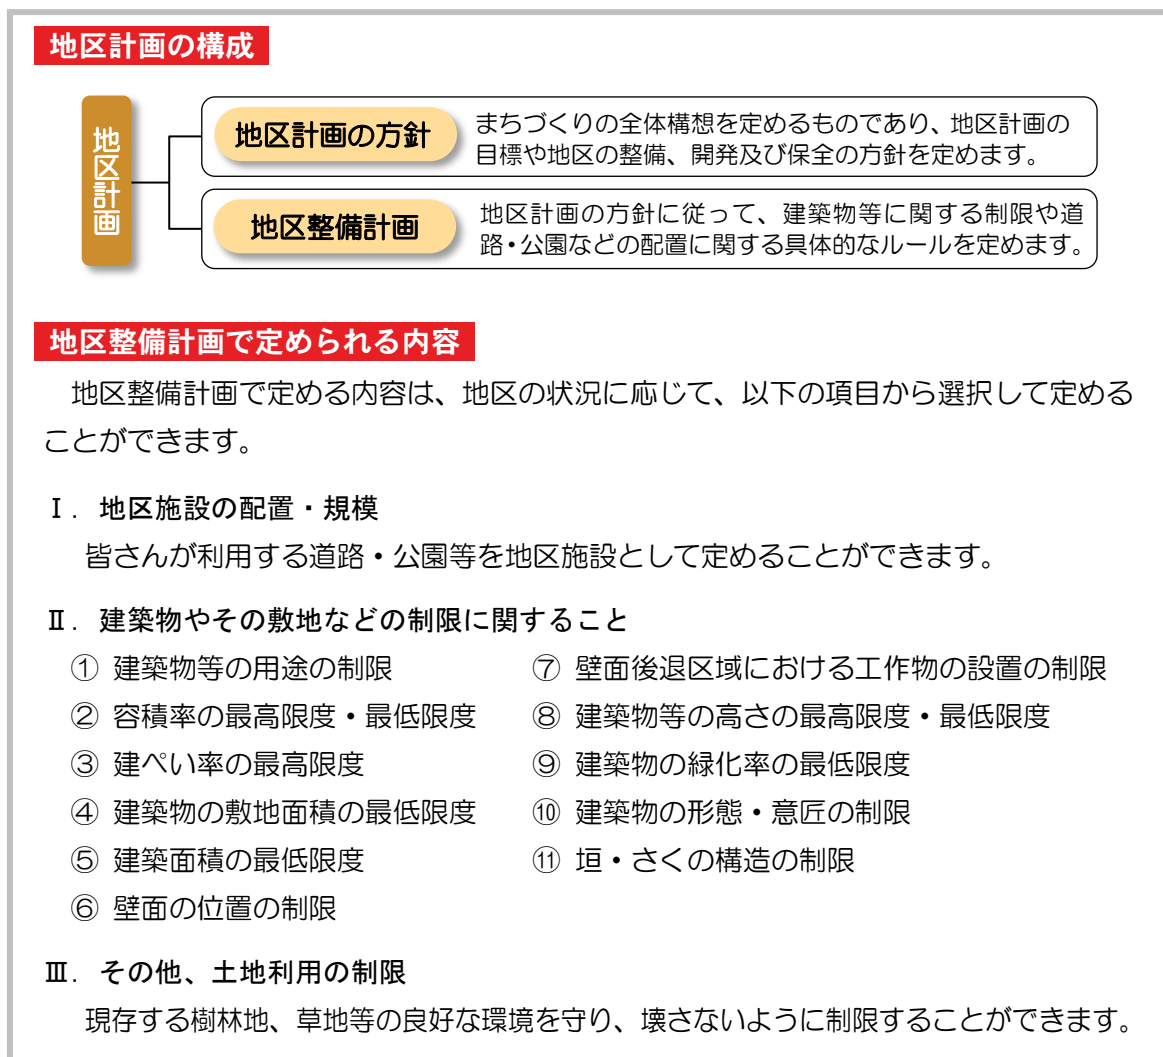 地区計画の構成
地区計画
地区計画の方針
まちづくりの全体構想を定めるものであり、地区計画の
目標や地区の整備、開発及び保全の方針を定めます。
地区整備計画
地区計画の方針に従って、建築物等に関する制限や道
路・公園などの配置に関する具体的なルールを定めます。
地区整備計画で定められる内容
地区整備計画で定める内容は、地区の状況に応じて、以下の項目から選択して定める
ことができます。
Ⅰ．地区施設の配置・規模
皆さんが利用する道路・公園等を地区施設として定めることができます。
Ⅱ．建築物やその敷地などの制限に関すること
① 建築物等の用途の制限
② 容積率の最高限度・最低限度
③ 建ぺい率の最高限度
④ 建築物の敷地面積の最低限度
⑤ 建築面積の最低限度
⑥ 壁面の位置の制限
⑦ 壁面後退区域における工作物の設置の制限
⑧ 建築物等の高さの最高限度・最低限度
⑨ 建築物の緑化率の最低限度
⑩ 建築物の形態・意匠の制限
⑪ 垣・さくの構造の制限
Ⅲ．その他、土地利用の制限
現存する樹林地、草地等の良好な環境を守り、壊さないように制限することができます。